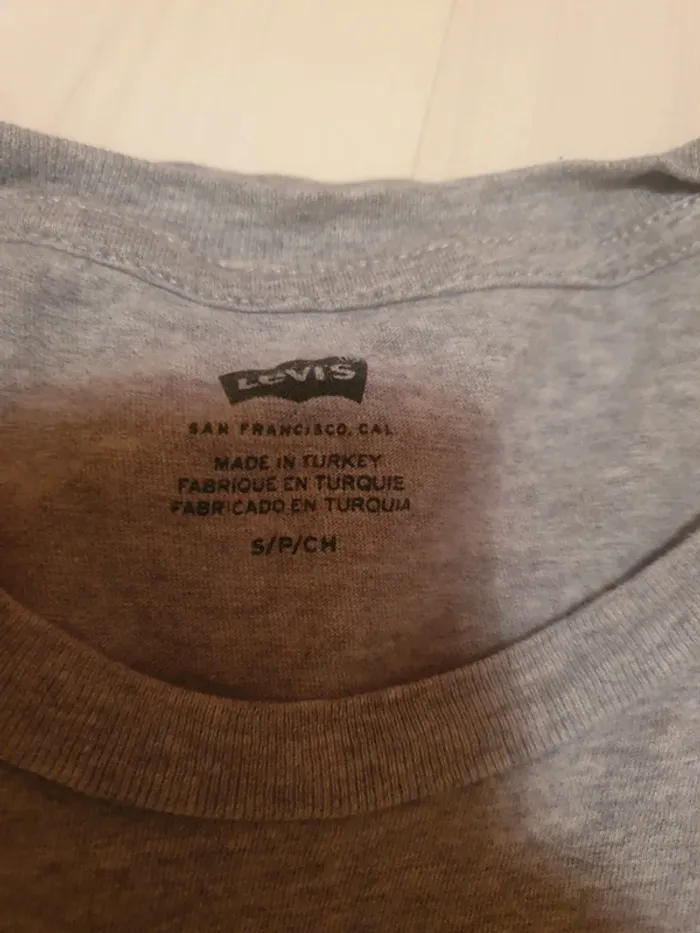 LEVI'S
SAN FRANCISCO, CAL
MADE IN TURKEY
FABRIQUE EN TURQUIE
FABRICADO EN TURQUIA
S/P/CH